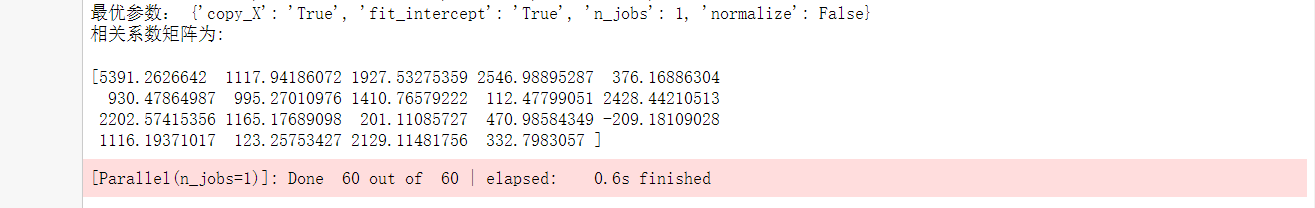 最优参数： {'copy_X': 'True', 'fit_intercept': 'True', 'n_jobs': 1, 'normalize': False}
相关系数矩阵为:
[5391.2626642  1117.94186072 1927.53275359 2546.98895287  376.16886304
  930.47864987  995.27010976 1410.76579222  112.47799051 2428.44210513
 2202.57415356 1165.17689098  201.11085727  470.98584349 -209.18109028
 1116.19371017  123.25753427 2129.11481756  332.7983057 ]
[Parallel(n_jobs=1)]: Done  60 out of  60 | elapsed:    0.6s finished